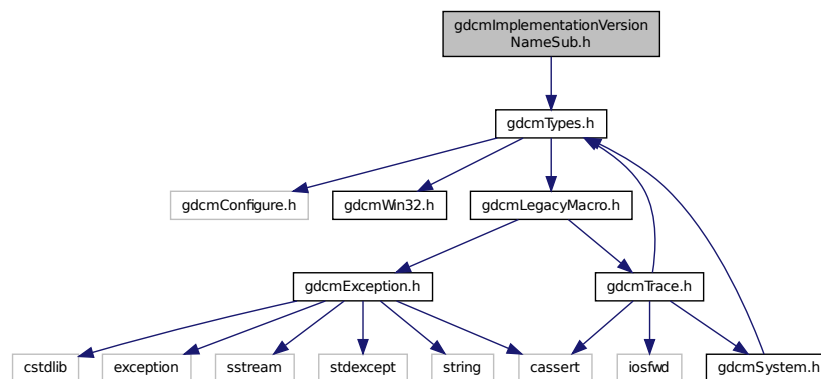 gdcmImplementationVersion
NameSub.h
gdcmTypes.h
gdcmConfigure.h
gdcmWin32.h
gdcmLegacyMacro.h
gdcmException.h
gdcmTrace.h
cstdlib
exception
sstream
stdexcept
string
cassert
iosfwd
gdcmSystem.h